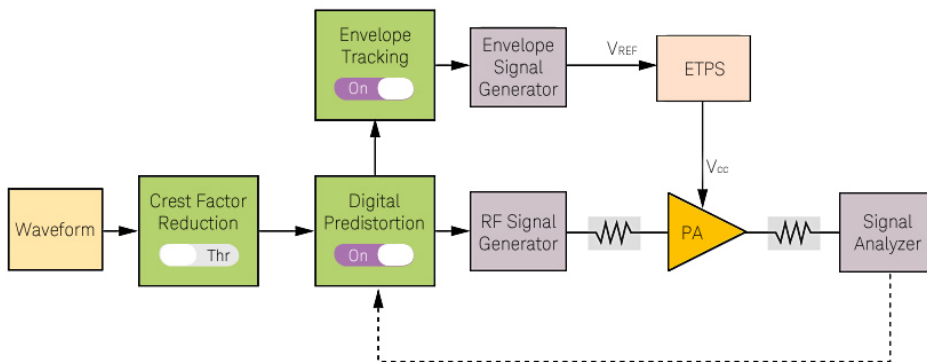 Envelope
Tracking
On
Envelope
Signal
Generator
VREF
ETPS
Vcc
Waveform
Crest Factor
Reduction
Thr
Digital
Predistortion
On
RF Signal
Generator
PA
Signal
Analyzer